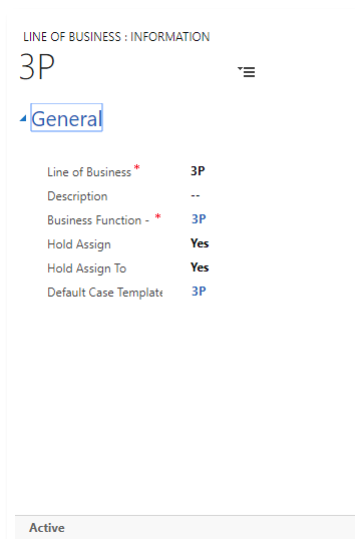 LINE OF BUSINESS : INFORMATION
3P
General
Line of Business * 3P
Description --
Business Function - * 3P
Hold Assign Yes
Hold Assign To Yes
Default Case Template 3P
Active